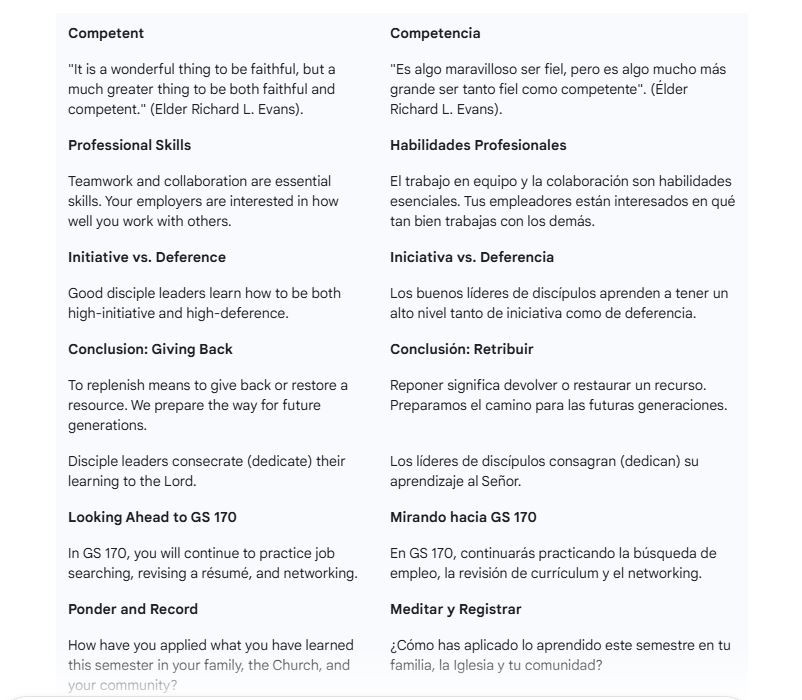 Competent
Competencia
"It is a wonderful thing to be faithful, but a
much greater thing to be both faithful and
competent." (Elder Richard L. Evans).
"Es algo maravilloso ser fiel, pero es algo mucho más
grande ser tanto fiel como competente". (Élder
Richard L. Evans).
Professional Skills
Habilidades Profesionales
Teamwork and collaboration are essential
skills. Your employers are interested in how
well you work with others.
El trabajo en equipo y la colaboración son habilidades
esenciales. Tus empleadores están interesados en qué
tan bien trabajas con los demás.
Initiative vs. Deference
Iniciativa vs. Deferencia
Good disciple leaders learn how to be both
high-initiative and high-deference.
Los buenos líderes de discípulos aprenden a tener un
alto nivel tanto de iniciativa como de deferencia.
Conclusion: Giving Back
Conclusión: Retribuir
To replenish means to give back or restore a
resource. We prepare the way for future
generations.
Reponer significa devolver o restaurar un recurso.
Preparamos el camino para las futuras generaciones.
Disciple leaders consecrate (dedicate) their
learning to the Lord.
Los líderes de discípulos consagran (dedican) su
aprendizaje al Señor.
Looking Ahead to GS 170
Mirando hacia GS 170
In GS 170, you will continue to practice job
searching, revising a résumé, and networking.
En GS 170, continuarás practicando la búsqueda de
empleo, la revisión de currículum y el networking.
Ponder and Record
Meditar y Registrar
How have you applied what you have learned
this semester in your family, the Church, and
your community?
¿Cómo has aplicado lo aprendido este semestre en tu
familia, la Iglesia y tu comunidad?